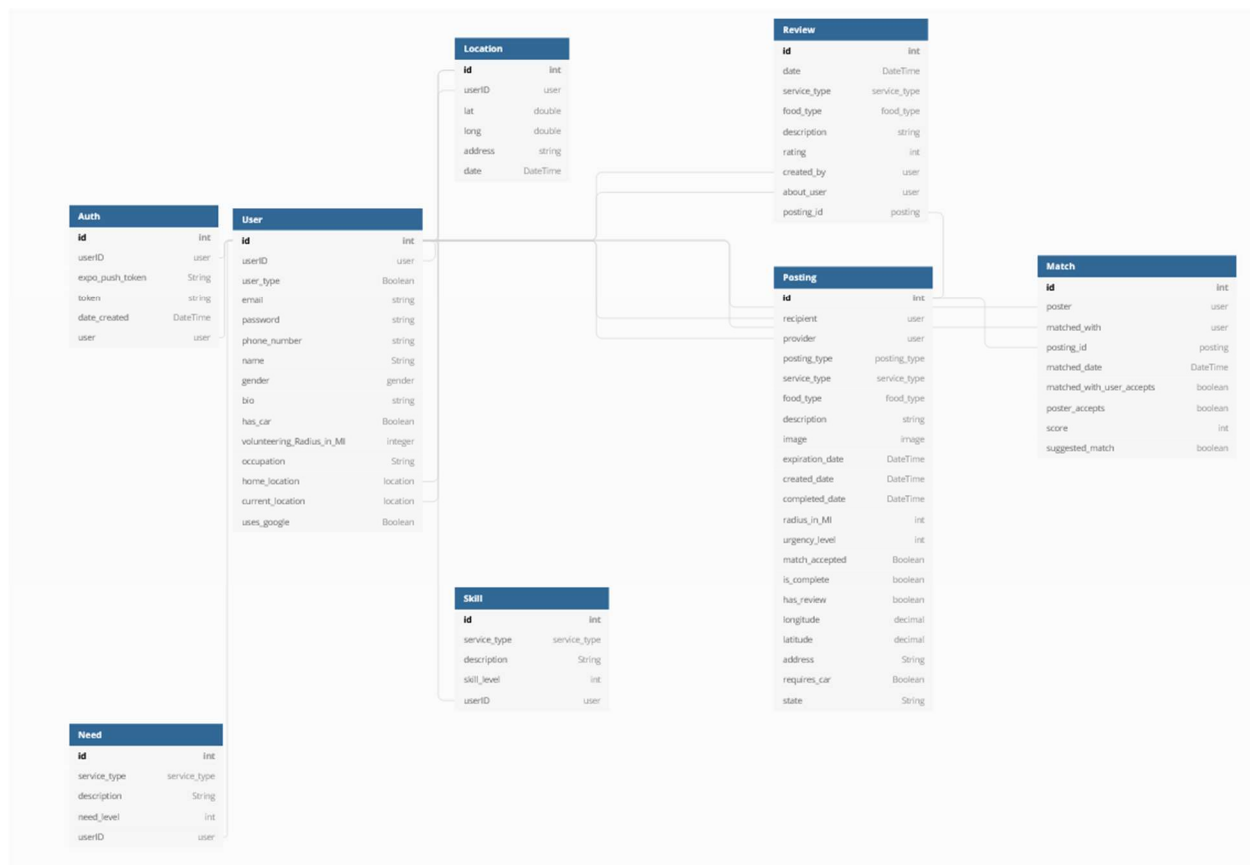 Review
id int
date DateTime
service_type service_type
food_type food_type
description string
rating int
created_by user
about_user user
posting_id posting
Location
id int
userID user
lat double
long double
address string
date DateTime
Auth
id int
userID user
expo_push_token String
token string
date_created DateTime
user user
User
id int
userID user
user_type Boolean
email string
password string
phone_number string
name String
gender gender
bio string
has_car Boolean
volunteering_Radius_in_MI integer
occupation String
home_location location
current_location location
uses_google Boolean
Posting
id int
recipient user
provider user
posting_type posting_type
service_type service_type
food_type food_type
description string
image image
expiration_date DateTime
created_date DateTime
completed_date DateTime
radius_in_MI int
urgency_level int
match_accepted Boolean
is_complete boolean
has_review boolean
longitude decimal
latitude decimal
address String
requires_car Boolean
state String
Match
id int
poster user
matched_with user
posting_id posting
matched_date DateTime
matched_with_user_accepts boolean
poster_accepts boolean
score int
suggested_match boolean
Skill
id int
service_type service_type
description String
skill_level int
userID user
Need
id int
service_type service_type
description String
need_level int
userID user